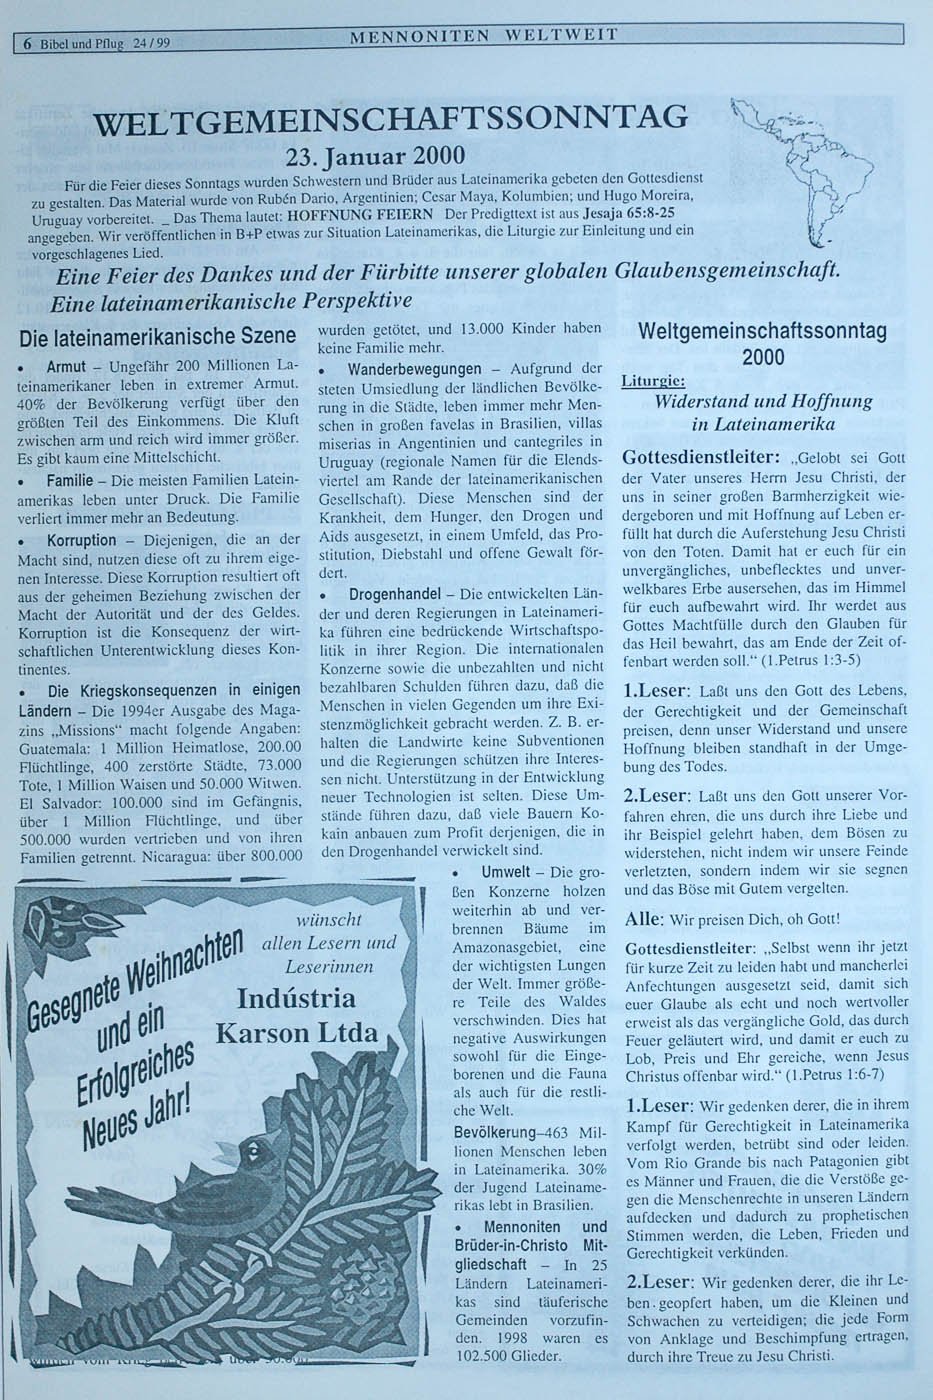 6 Bibel und Pflug 24/99
MENNONITEN WELTWEIT
WELTGEMEINSCHAFTSSONNTAG
23. Januar 2000
Für die Feier dieses Sonntags wurden Schwestern und Brüder aus Lateinamerika gebeten den Gottesdienst
zu gestalten. Das Material wurde von Rubén Dario, Argentinien; Cesar Maya, Kolumbien; und Hugo Moreira,
Uruguay vorbereitet. _ Das Thema lautet: HOFFNUNG FEIERN Der Predigttext ist aus Jesaja 65:8-25
angegeben. Wir veröffentlichen in B+P etwas zur Situation Lateinamerikas, die Liturgie zur Einleitung und ein
vorgeschlagenes Lied.
Eine Feier des Dankes und der Fürbitte unserer globalen Glaubensgemeinschaft.
Eine lateinamerikanische Perspektive
Die lateinamerikanische Szene
• Armut – Ungefähr 200 Millionen La-
teinamerikaner leben in extremer Armut.
40% der Bevölkerung verfügt über den
größten Teil des Einkommens. Die Kluft
zwischen arm und reich wird immer größer.
Es gibt kaum eine Mittelschicht.
• Familie – Die meisten Familien Latein-
amerikas leben unter Druck. Die Familie
verliert immer mehr an Bedeutung.
• Korruption – Diejenigen, die an der
Macht sind, nutzen diese oft zu ihrem eige-
nen Interesse. Diese Korruption resultiert oft
aus der geheimen Beziehung zwischen der
Macht der Autorität und der des Geldes.
Korruption ist die Konsequenz der wirt-
schaftlichen Unterentwicklung dieses Kon-
tinentes.
• Die Kriegskonsequenzen in einigen
Ländern – Die 1994er Ausgabe des Maga-
zins „Missions“ macht folgende Angaben:
Guatemala: 1 Million Heimatlose, 200.00
Flüchtlinge, 400 zerstörte Städte, 73.000
Tote, 1 Million Waisen und 50.000 Witwen.
El Salvador: 100.000 sind im Gefängnis,
über 1 Million Flüchtlinge, und über
500.000 wurden vertrieben und von ihren
Familien getrennt. Nicaragua: über 800.000
Gesegnete Weihnachten
und ein
Erfolgreiches
Neues Jahr!
wünscht
allen Lesern und
Leserinnen
Indústria
Karson Ltda
wurden getötet, und 13.000 Kinder haben
keine Familie mehr.
• Wanderbewegungen – Aufgrund der
steten Umsiedlung der ländlichen Bevölke-
rung in die Städte, leben immer mehr Men-
schen in großen favelas in Brasilien, villas
miserias in Argentinien und cantegriles in
Uruguay (regionale Namen für die Elends-
viertel am Rande der lateinamerikanischen
Gesellschaft). Diese Menschen sind der
Krankheit, dem Hunger, den Drogen und
Aids ausgesetzt, in einem Umfeld, das Pro-
stitution, Diebstahl und offene Gewalt för-
dert.
• Drogenhandel – Die entwickelten Län-
der und deren Regierungen in Lateinameri-
ka führen eine bedrückende Wirtschaftspo-
litik in ihrer Region. Die internationalen
Konzerne sowie die unbezahlten und nicht
bezahlbaren Schulden führen dazu, daß die
Menschen in vielen Gegenden um ihre Exi-
stenzmöglichkeit gebracht werden. Z. B. er-
halten die Landwirte keine Subventionen
und die Regierungen schützen ihre Interes-
sen nicht. Unterstützung in der Entwicklung
neuer Technologien ist selten. Diese Um-
stände führen dazu, daß viele Bauern Ko-
kain anbauen zum Profit derjenigen, die in
den Drogenhandel verwickelt sind.
• Umwelt – Die gro-
ßen Konzerne holzen
weiterhin ab und ver-
brennen Bäume im
Amazonasgebiet, eine
der wichtigsten Lungen
der Welt. Immer größe-
re Teile des Waldes
verschwinden. Dies hat
negative Auswirkungen
sowohl für die Einge-
borenen und die Fauna
als auch für die restli-
che Welt.
Bevölkerung–463 Mil-
lionen Menschen leben
in Lateinamerika. 30%
der Jugend Lateiname-
rikas lebt in Brasilien.
• Mennoniten und
Brüder-in-Christo Mit-
gliedschaft – In 25
Ländern Lateinameri-
kas sind täuferische
Gemeinden vorzufin-
den. 1998 waren es
102.500 Glieder.
Weltgemeinschaftssonntag
2000
Liturgie:
Widerstand und Hoffnung
in Lateinamerika
Gottesdienstleiter: „Gelobt sei Gott
der Vater unseres Herrn Jesu Christi, der
uns in seiner großen Barmherzigkeit wie-
dergeboren und mit Hoffnung auf Leben er-
füllt hat durch die Auferstehung Jesu Christi
von den Toten. Damit hat er euch für ein
unvergängliches, unbeflecktes und unver-
welkbares Erbe ausersehen, das im Himmel
für euch aufbewahrt wird. Ihr werdet aus
Gottes Machtfülle durch den Glauben für
das Heil bewahrt, das am Ende der Zeit of-
fenbart werden soll.“ (1.Petrus 1:3-5)
1.Leser: Laßt uns den Gott des Lebens,
der Gerechtigkeit und der Gemeinschaft
preisen, denn unser Widerstand und unsere
Hoffnung bleiben standhaft in der Umge-
bung des Todes.
2.Leser: Laßt uns den Gott unserer Vor-
fahren ehren, die uns durch ihre Liebe und
ihr Beispiel gelehrt haben, dem Bösen zu
widerstehen, nicht indem wir unsere Feinde
verletzten, sondern indem wir sie segnen
und das Böse mit Gutem vergelten.
Alle: Wir preisen Dich, oh Gott!
Gottesdienstleiter: „Selbst wenn ihr jetzt
für kurze Zeit zu leiden habt und mancherlei
Anfechtungen ausgesetzt seid, damit sich
euer Glaube als echt und noch wertvoller
erweist als das vergängliche Gold, das durch
Feuer geläutert wird, und damit er euch zu
Lob, Preis und Ehr gereiche, wenn Jesus
Christus offenbar wird.“ (1.Petrus 1:6-7)
1.Leser: Wir gedenken derer, die in ihrem
Kampf für Gerechtigkeit in Lateinamerika
verfolgt werden, betrübt sind oder leiden.
Vom Rio Grande bis nach Patagonien gibt
es Männer und Frauen, die die Verstöße ge-
gen die Menschenrechte in unseren Ländern
aufdecken und dadurch zu prophetischen
Stimmen werden, die Leben, Frieden und
Gerechtigkeit verkünden.
2.Leser: Wir gedenken derer, die ihr Le-
ben geopfert haben, um die Kleinen und
Schwachen zu verteidigen; die jede Form
von Anklage und Beschimpfung ertragen,
durch ihre Treue zu Jesu Christi.